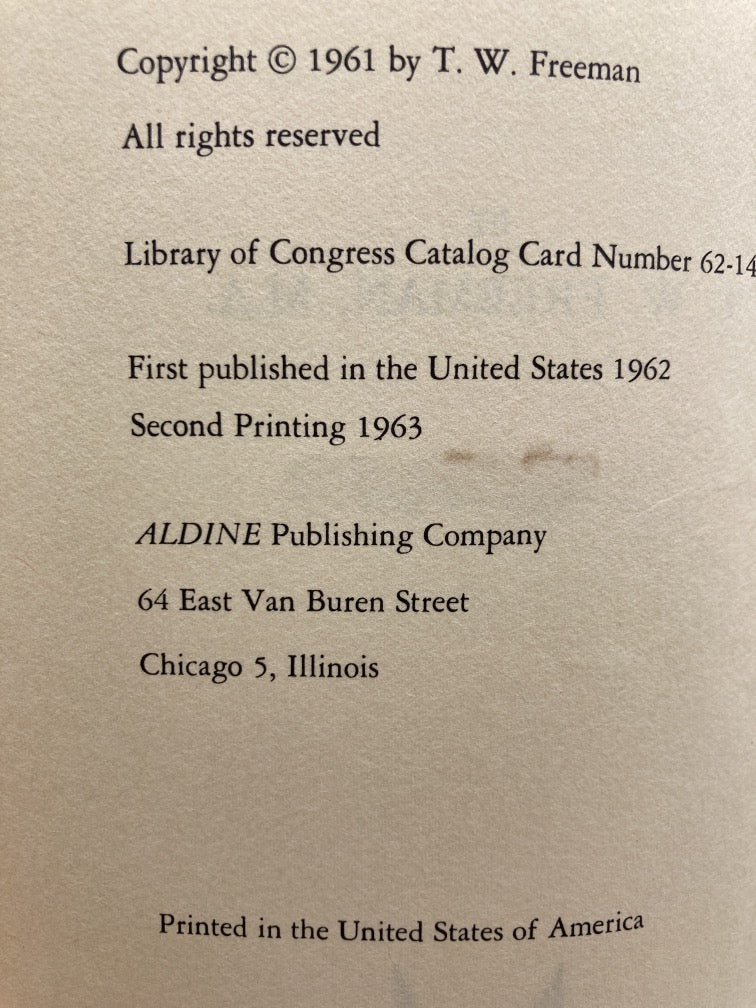 Copyright © 1961 by T. W. Freeman
All rights reserved
Library of Congress Catalog Card Number 62-14
First published in the United States 1962
Second Printing 1963
ALDINE Publishing Company
64 East Van Buren Street
Chicago 5, Illinois
Printed in the United States of America